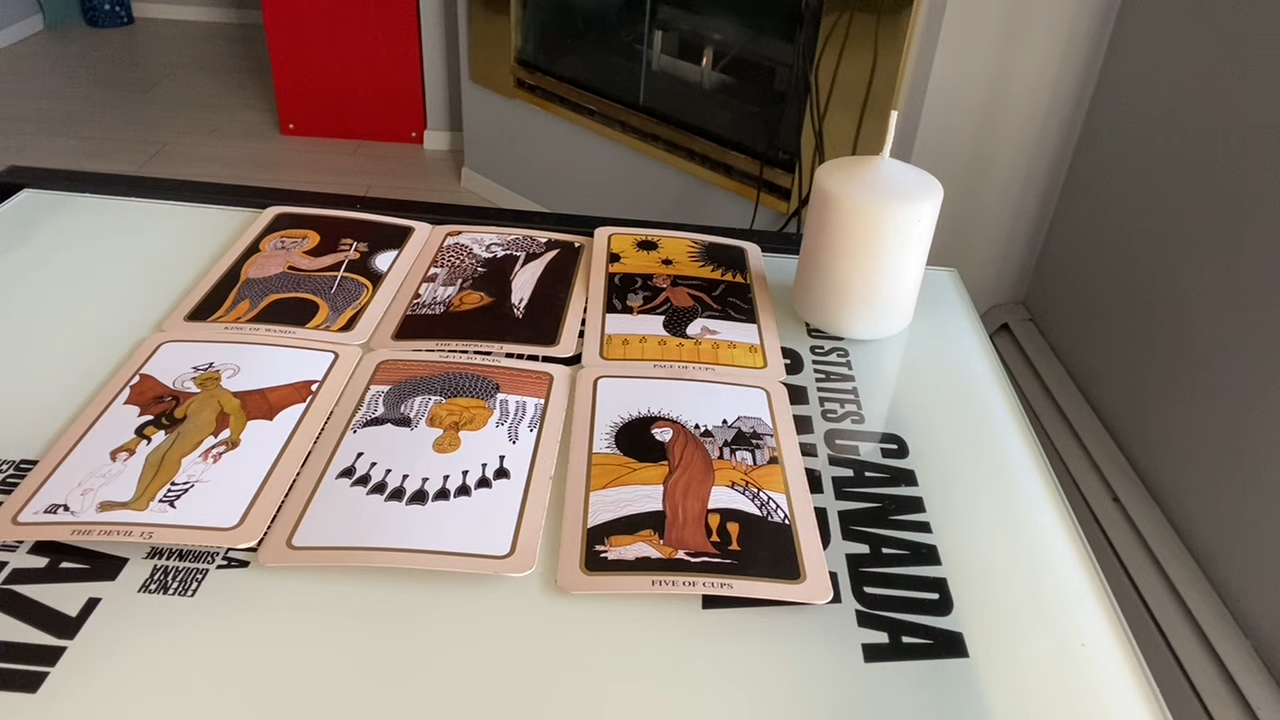 KING OF WANDS
THE EMPRESS 3
PAGE OF CUPS
THE DEVIL 15
NINE OF CUPS
FIVE OF CUPS
STATES
CANADA
SURINAME
GUIANA
FRENCH